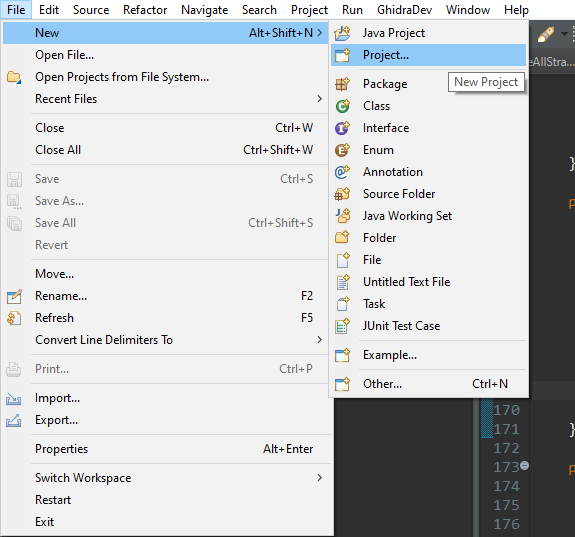 File Edit Source Refactor Navigate Search Project Run GhidraDev Window Help
New Alt+Shift+N >
Open File...
Open Projects from File System...
Recent Files >
Close Ctrl+W
Close All Ctrl+Shift+W
Save Ctrl+S
Save As...
Save All Ctrl+Shift+S
Revert
Move...
Rename... F2
Refresh F5
Convert Line Delimiters To >
Print... Ctrl+P
Import...
Export...
Properties Alt+Enter
Switch Workspace >
Restart
Exit
Java Project
Project...
New Project
Package
Class
Interface
Enum
Annotation
Source Folder
Java Working Set
Folder
File
Untitled Text File
Task
JUnit Test Case
Example...
Other... Ctrl+N
eAllStra...
}
p
170
171 }
172
173 p
174
175
176